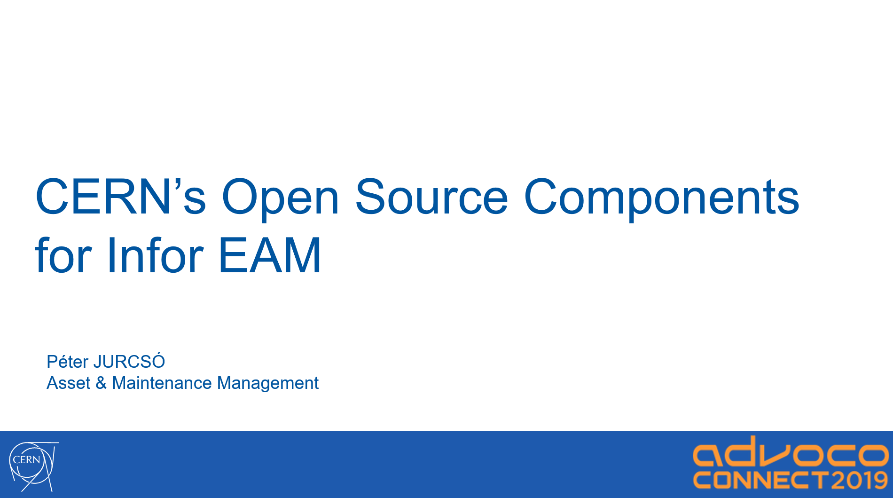 CERN’s Open Source Components
for Infor EAM
Péter JURCSÓ
Asset & Maintenance Management
CERN
advoco
CONNECT2019